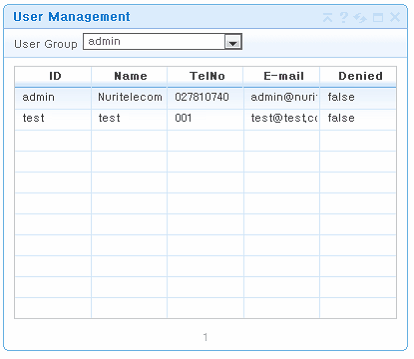 User Management
User Group admin
ID Name TelNo E-mail Denied
admin Nuritelecom 027810740 admin@nuri false
test test 001 test@test,co false
1